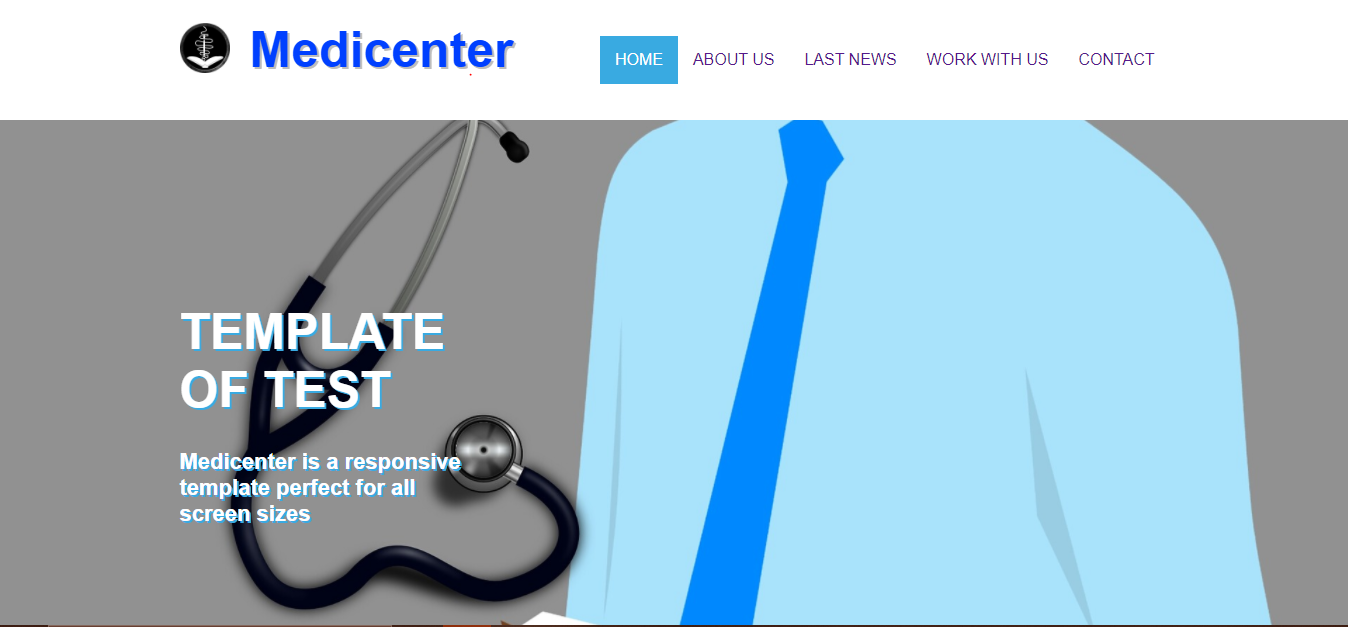 Medicenter
HOME ABOUT US LAST NEWS WORK WITH US CONTACT
TEMPLATE
OF TEST
Medicenter is a responsive
template perfect for all
screen sizes